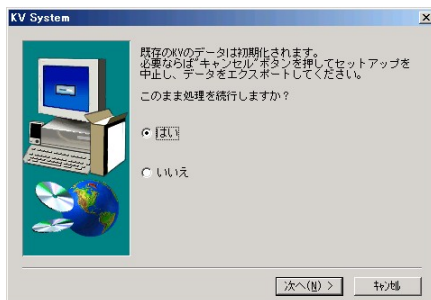 KV System
既存のKVのデータは初期化されます。
必要ならば"キャンセル"ボタンを押してセットアップを
中止し、データをエクスポートしてください。
このまま処理を続行しますか？
はい
いいえ
次へ(N) >
ｷｬﾝｾﾙ